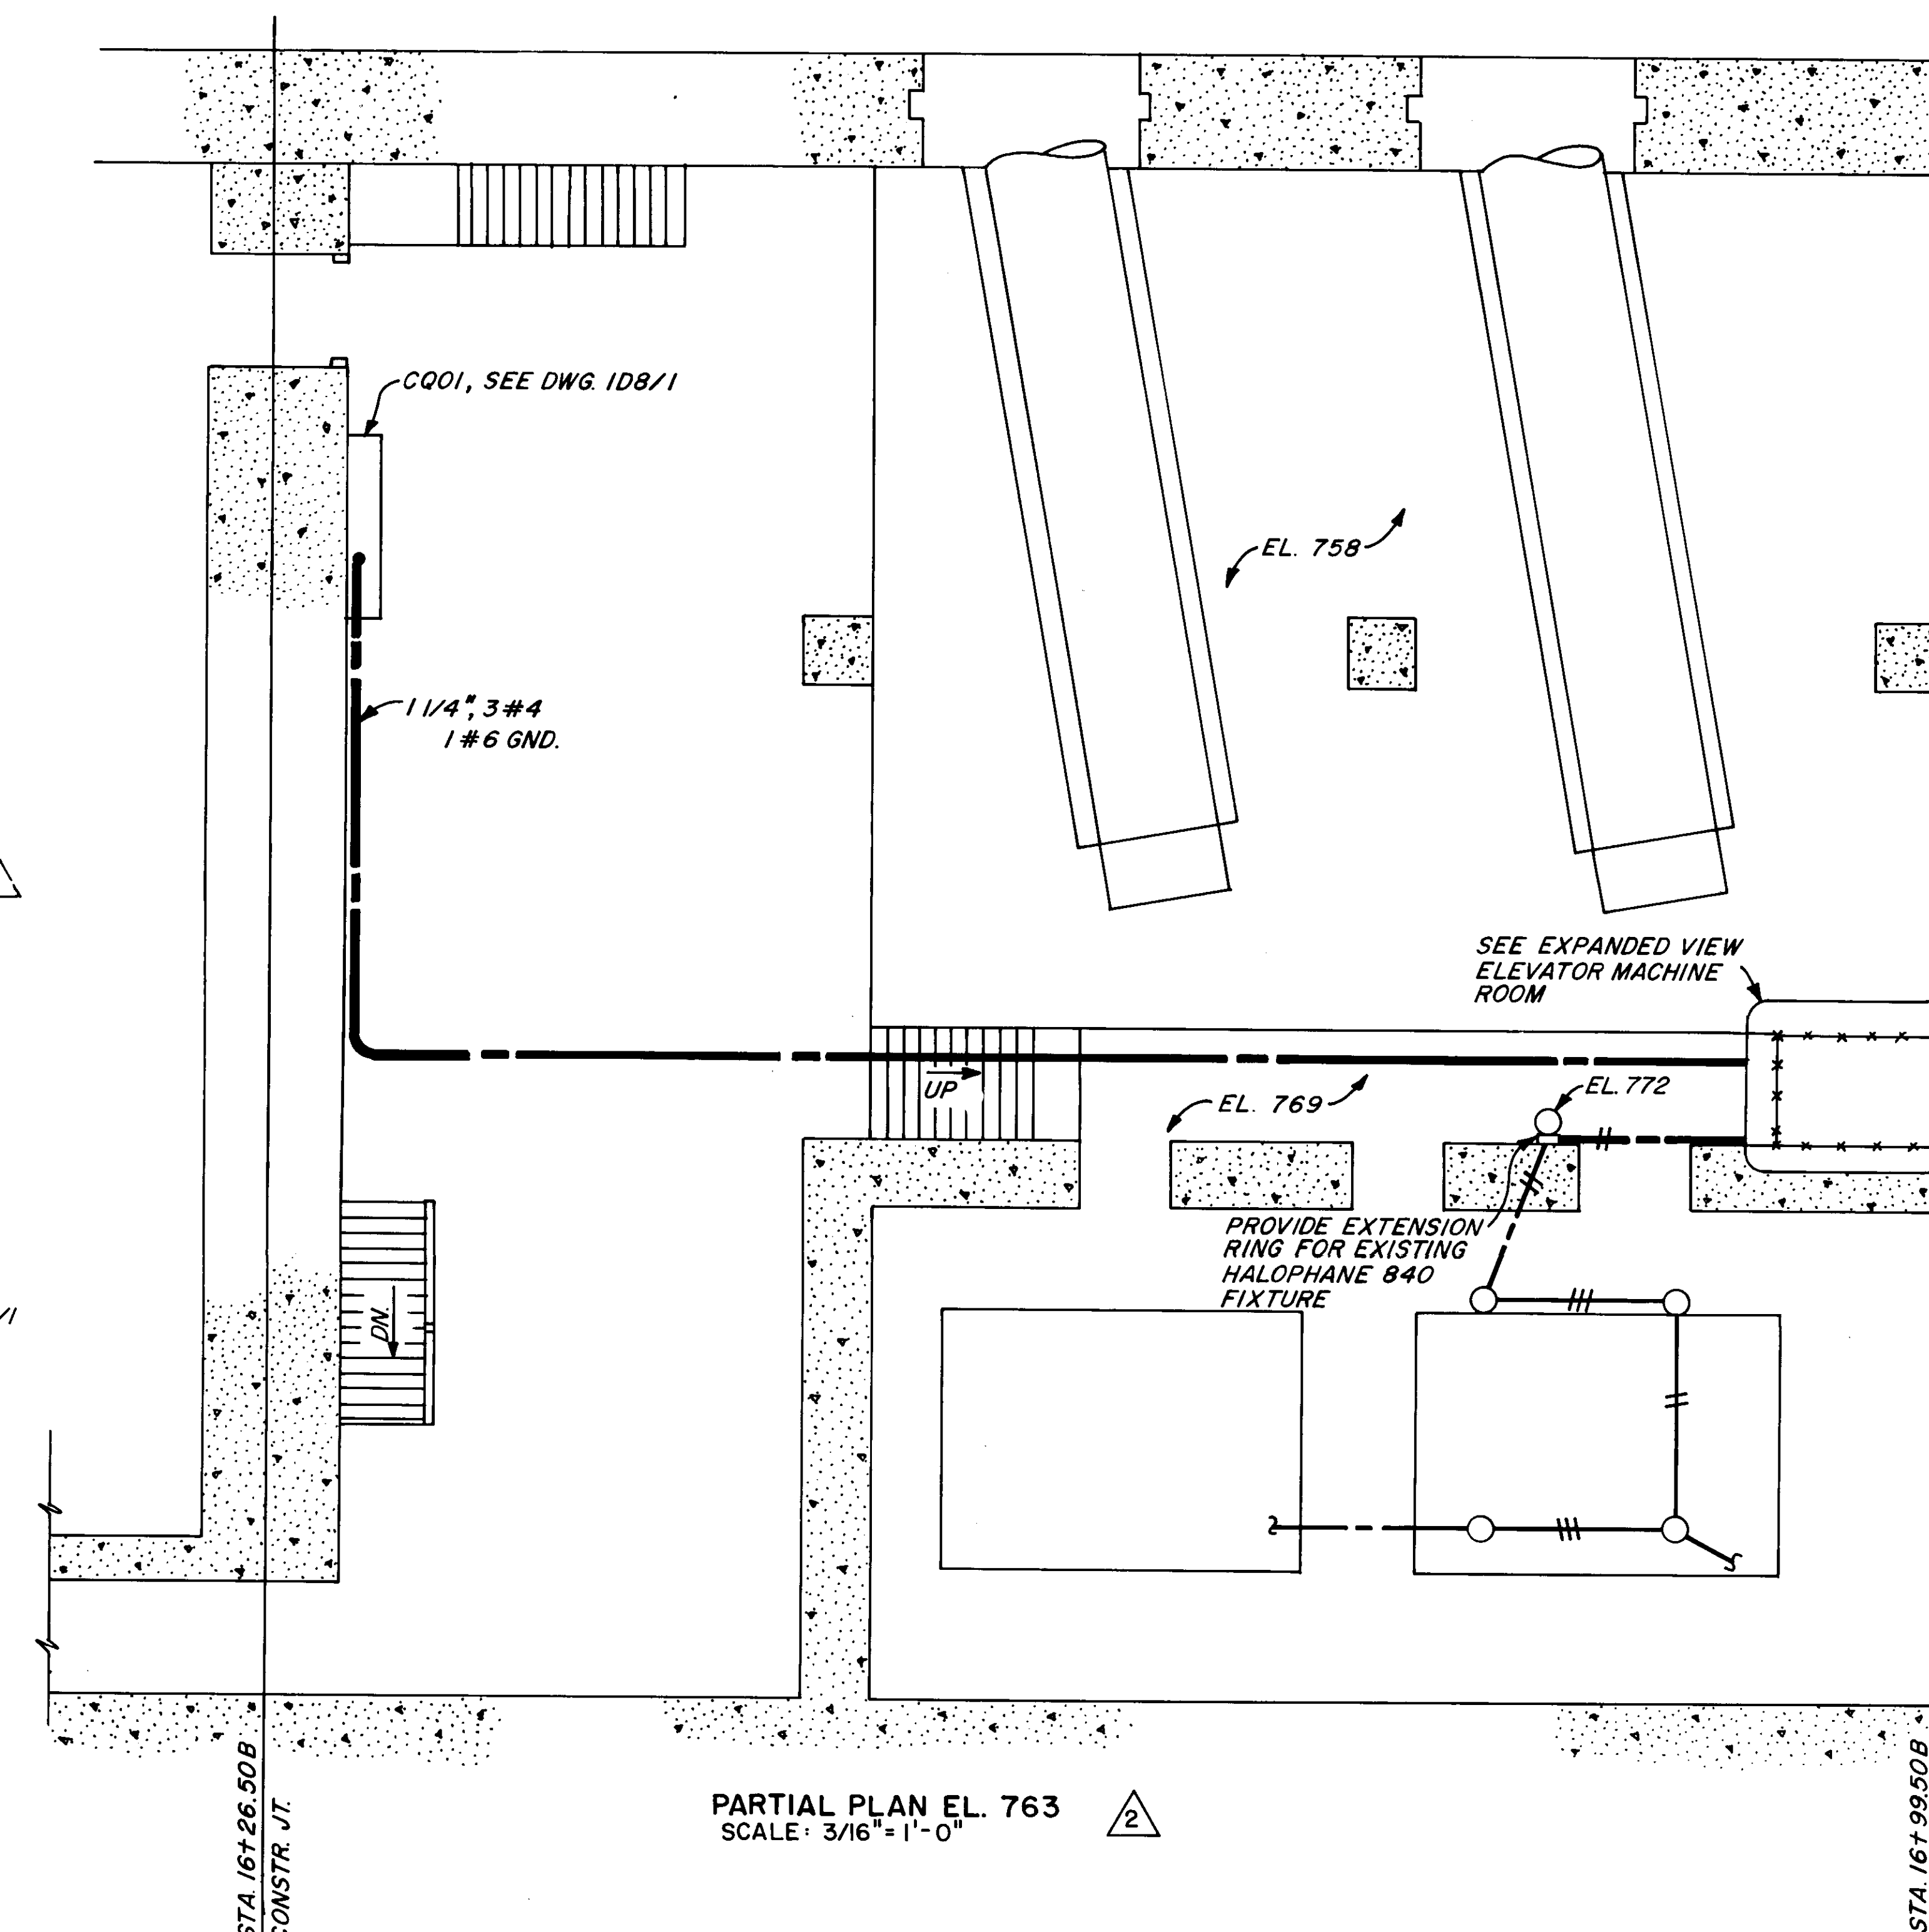 CQ01, SEE DWG. 1D8/1
EL. 758
1 1/4", 3#4
1#6 GND.
SEE EXPANDED VIEW
ELEVATOR MACHINE
ROOM
UP
EL. 769
EL. 772
PROVIDE EXTENSION
RING FOR EXISTING
HALOPHANE 840
FIXTURE
DN.
/1
STA. 16+26.50B
CONSTR. JT.
PARTIAL PLAN EL. 763
SCALE: 3/16"=1'-0"
2
STA. 16+99.50B